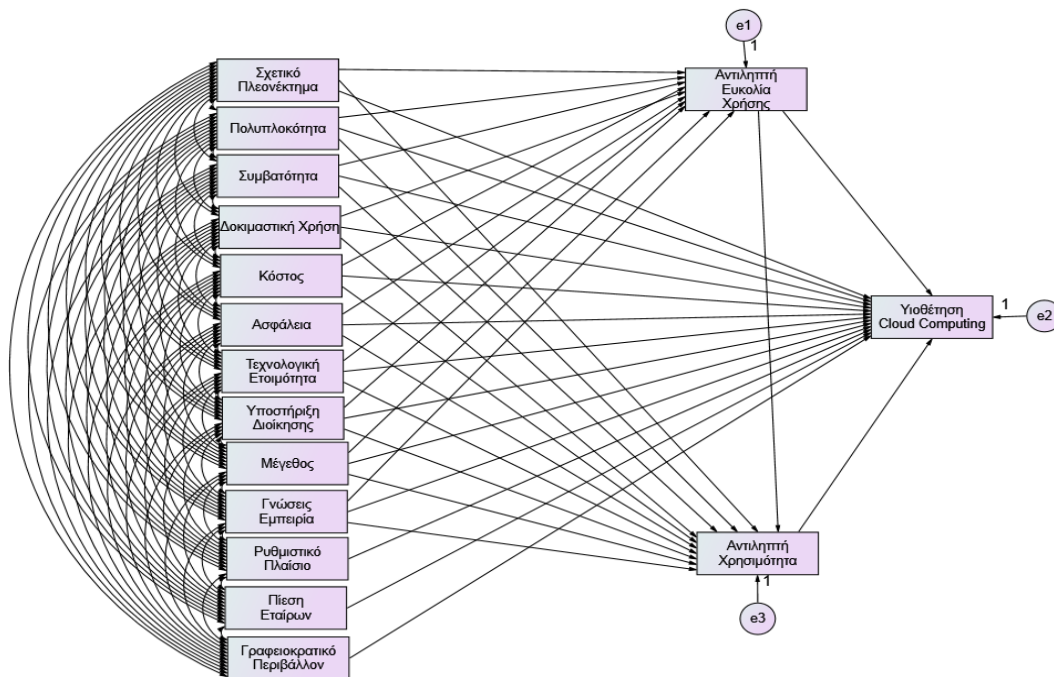 e1
1
Σχετικό
Πλεονέκτημα
Αντιληπτή
Ευκολία
Χρήσης
Πολυπλοκότητα
Συμβατότητα
Δοκιμαστική Χρήση
Κόστος
Ασφάλεια
Υιοθέτηση
Cloud Computing
1
e2
Τεχνολογική
Ετοιμότητα
Υποστήριξη
Διοίκησης
Μέγεθος
Γνώσεις
Εμπειρία
Ρυθμιστικό
Πλαίσιο
Αντιληπτή
Χρησιμότητα
1
e3
Πίεση
Εταίρων
Γραφειοκρατικό
Περιβάλλον